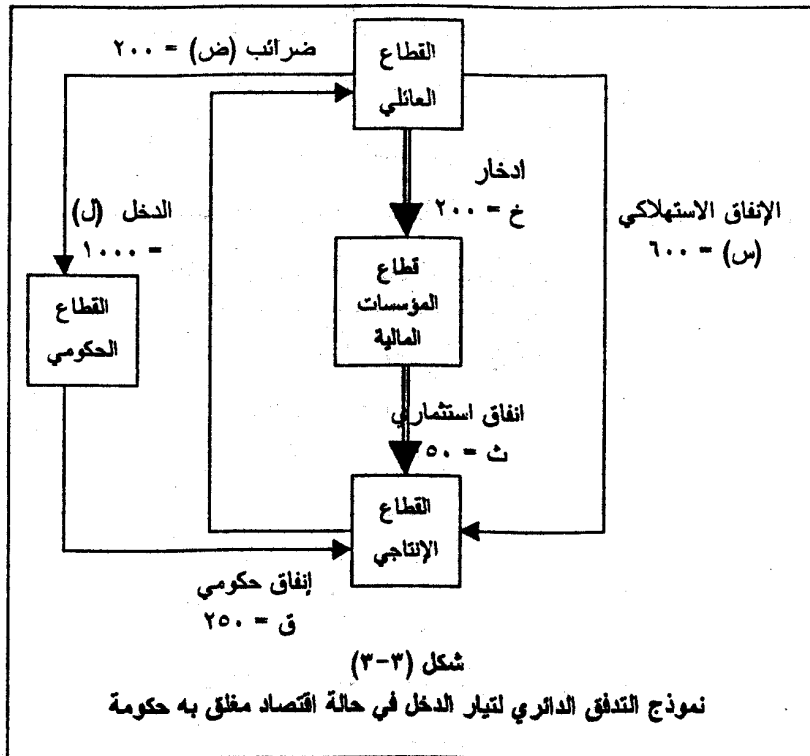 ضرائب (ض) = ٢٠٠
القطاع
العائلي
ادخار
خ = ٢٠٠
الإنفاق الاستهلاكي
(س) = ٦٠٠
الدخل (ل)
= ١٠٠٠
القطاع
الحكومي
قطاع
المؤسسات
المالية
انفاق استثماري
ث =
القطاع
الإنتاجي
إنفاق حكومي
ق = ٢٥٠
شكل (٣-٣)
نموذج التدفق الدائري لتيار الدخل في حالة اقتصاد مغلق به حكومة